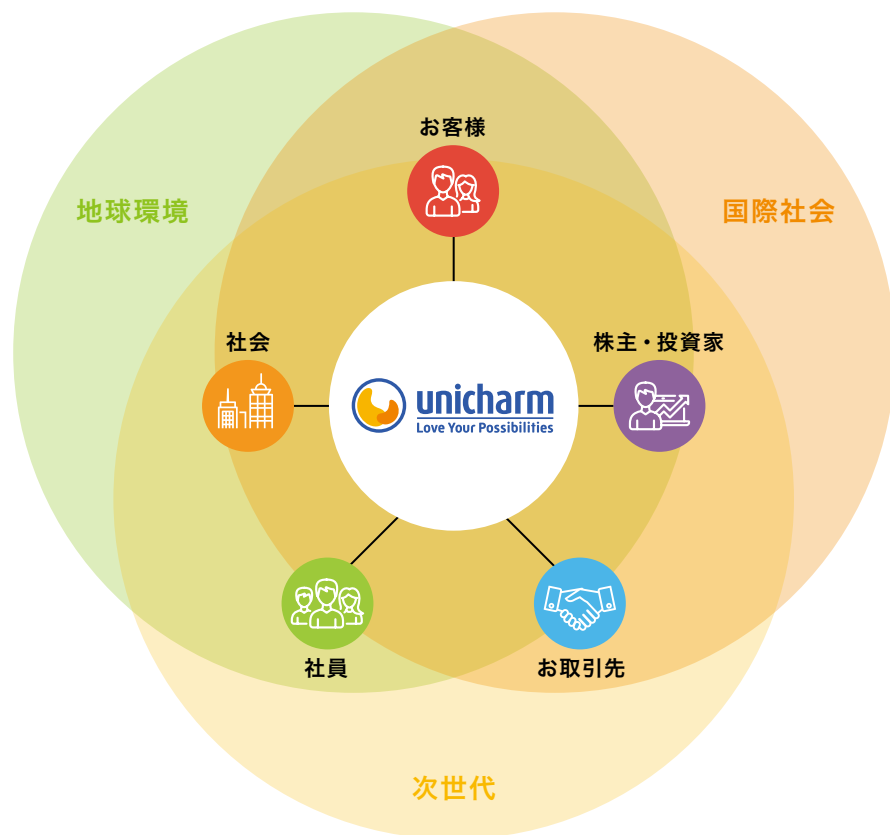 お客様
地球環境
国際社会
社会
株主・投資家
unicharm
Love Your Possibilities
社員
お取引先
次世代